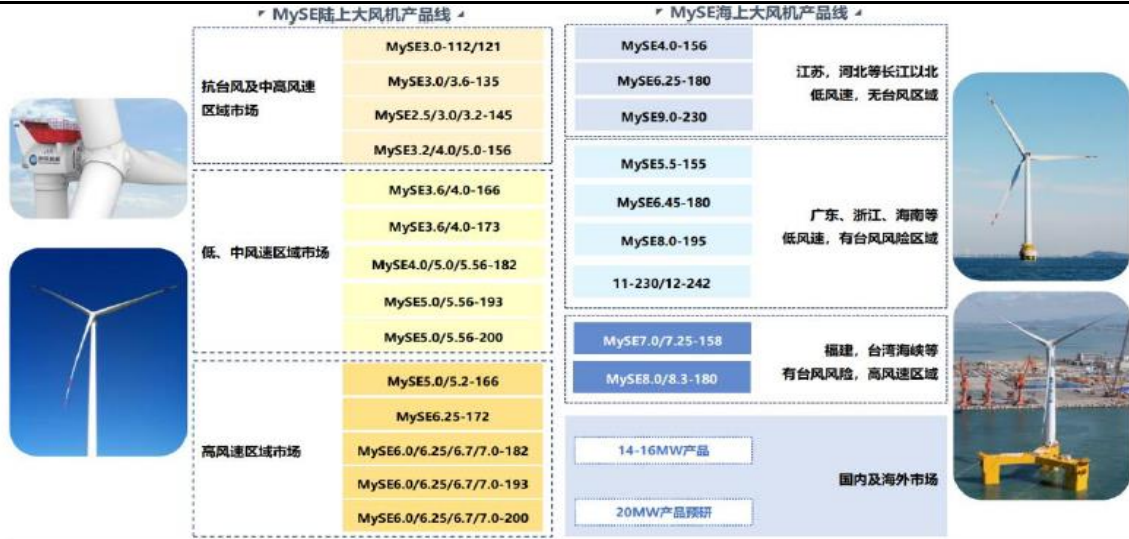 MySE陆上大风机产品线
抗台风及中高风速
区域市场
MySE3.0-112/121
MySE3.0/3.6-135
MySE2.5/3.0/3.2-145
MySE3.2/4.0/5.0-156
低、中风速区域市场
MySE3.6/4.0-166
MySE3.6/4.0-173
MySE4.0/5.0/5.56-182
MySE5.0/5.56-193
MySE5.0/5.56-200
高风速区域市场
MySE5.0/5.2-166
MySE6.25-172
MySE6.0/6.25/6.7/7.0-182
MySE6.0/6.25/6.7/7.0-193
MySE6.0/6.25/6.7/7.0-200
MySE海上大风机产品线
MySE4.0-156
MySE6.25-180
MySE9.0-230
江苏，河北等长江以北
低风速，无台风区域
MySE5.5-155
MySE6.45-180
MySE8.0-195
11-230/12-242
广东、浙江、海南等
低风速，有台风风险区域
MySE7.0/7.25-158
MySE8.0/8.3-180
福建，台湾海峡等
有台风风险，高风速区域
14-16MW产品
20MW产品预研
国内及海外市场